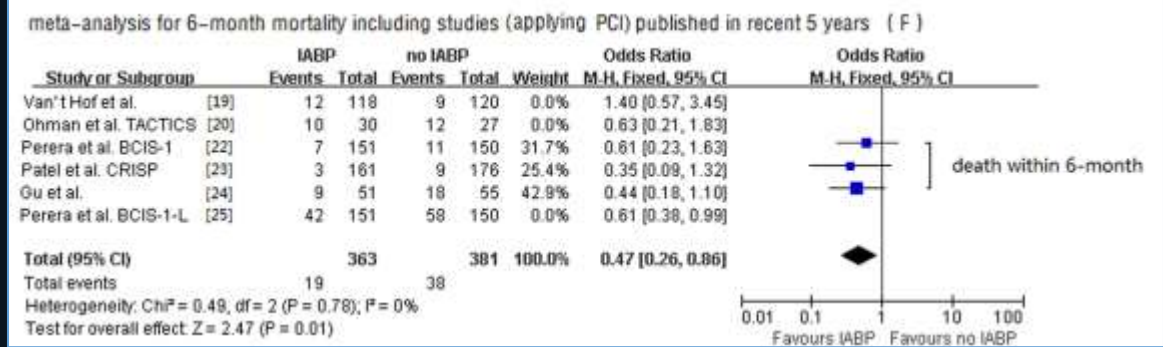 meta-analysis for 6-month mortality including studies (applying PCI) published in recent 5 years (F)
IABP no IABP Odds Ratio Odds Ratio
Study or Subgroup Events Total Events Total Weight M-H, Fixed, 95% CI M-H, Fixed, 95% CI
Van't Hof et al. [19] 12 118 9 120 0.0% 1.40 [0.57, 3.45]
Ohman et al. TACTICS [20] 10 30 12 27 0.0% 0.63 [0.21, 1.83]
Perera et al. BCIS-1 [22] 7 151 11 150 31.7% 0.61 [0.23, 1.63]
Patel et al. CRISP [23] 3 161 9 176 25.4% 0.35 [0.09, 1.32] death within 6-month
Gu et al. [24] 9 51 18 55 42.9% 0.44 [0.18, 1.10]
Perera et al. BCIS-1-L [25] 42 151 58 150 0.0% 0.61 [0.38, 0.99]
Total (95% CI) 363 381 100.0% 0.47 [0.26, 0.86]
Total events 19 38
Heterogeneity: Chi² = 0.49, df = 2 (P = 0.78); I² = 0%
Test for overall effect: Z = 2.47 (P = 0.01)
0.01 0.1 1 10 100
Favours IABP Favours no IABP